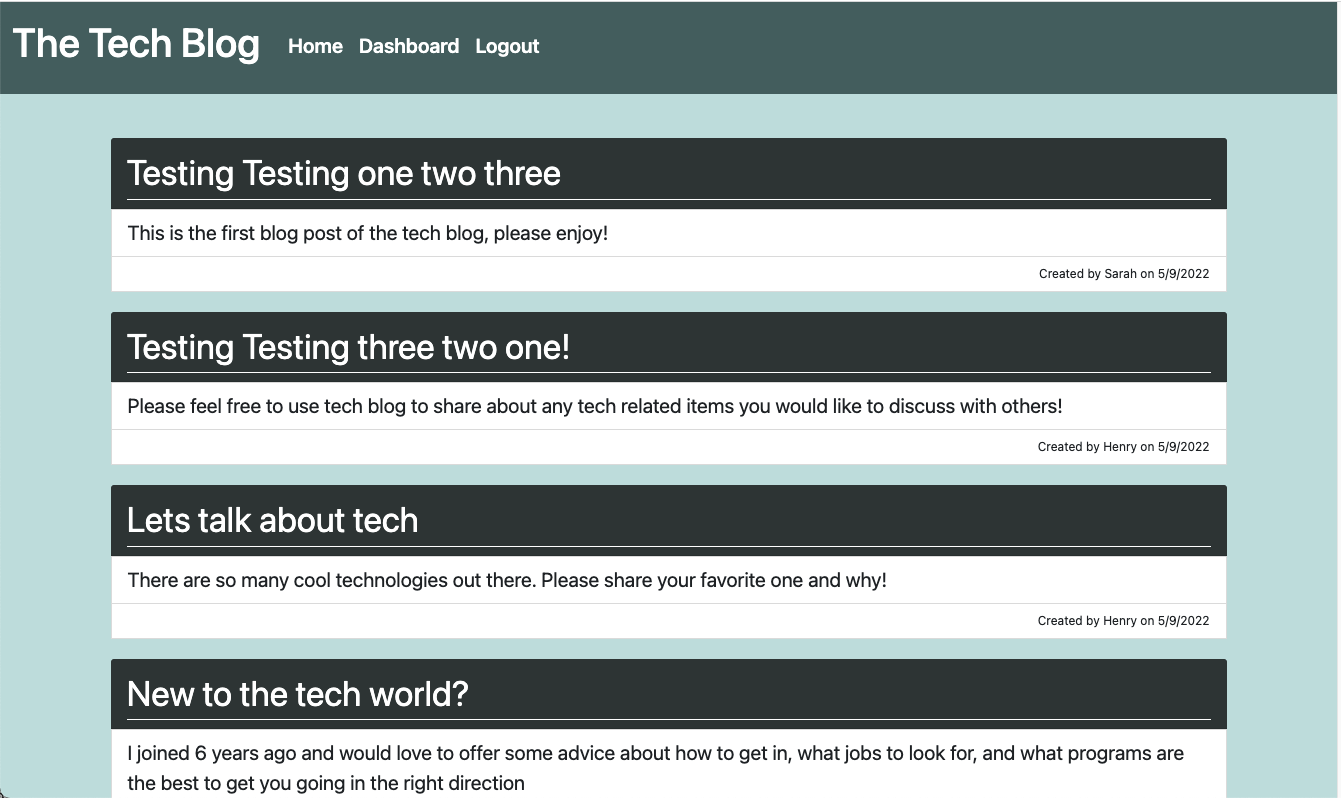 The Tech Blog Home Dashboard Logout
Testing Testing one two three
This is the first blog post of the tech blog, please enjoy!
Created by Sarah on 5/9/2022
Testing Testing three two one!
Please feel free to use tech blog to share about any tech related items you would like to discuss with others!
Created by Henry on 5/9/2022
Lets talk about tech
There are so many cool technologies out there. Please share your favorite one and why!
Created by Henry on 5/9/2022
New to the tech world?
I joined 6 years ago and would love to offer some advice about how to get in, what jobs to look for, and what programs are
the best to get you going in the right direction